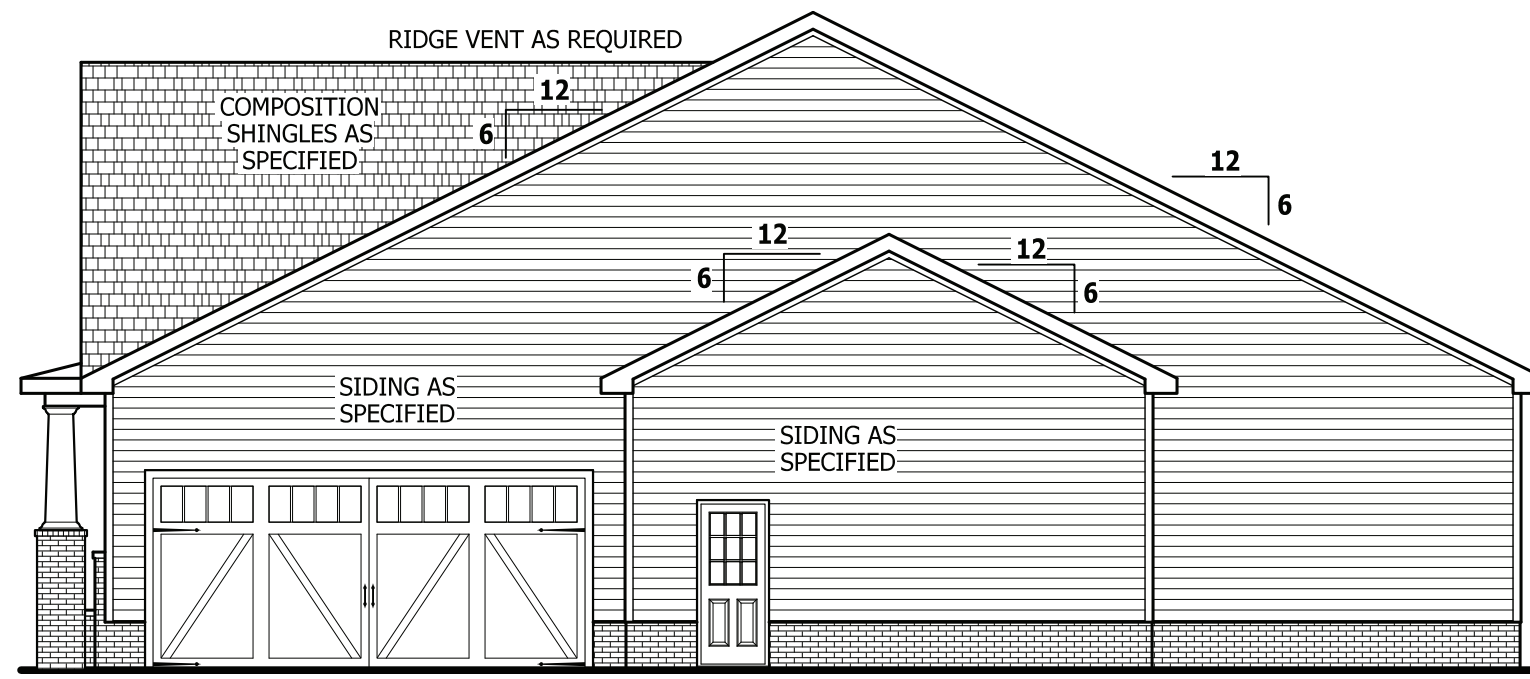 RIDGE VENT AS REQUIRED
COMPOSITION
SHINGLES AS
SPECIFIED
12
6
12
6
12
6
12
6
SIDING AS
SPECIFIED
SIDING AS
SPECIFIED